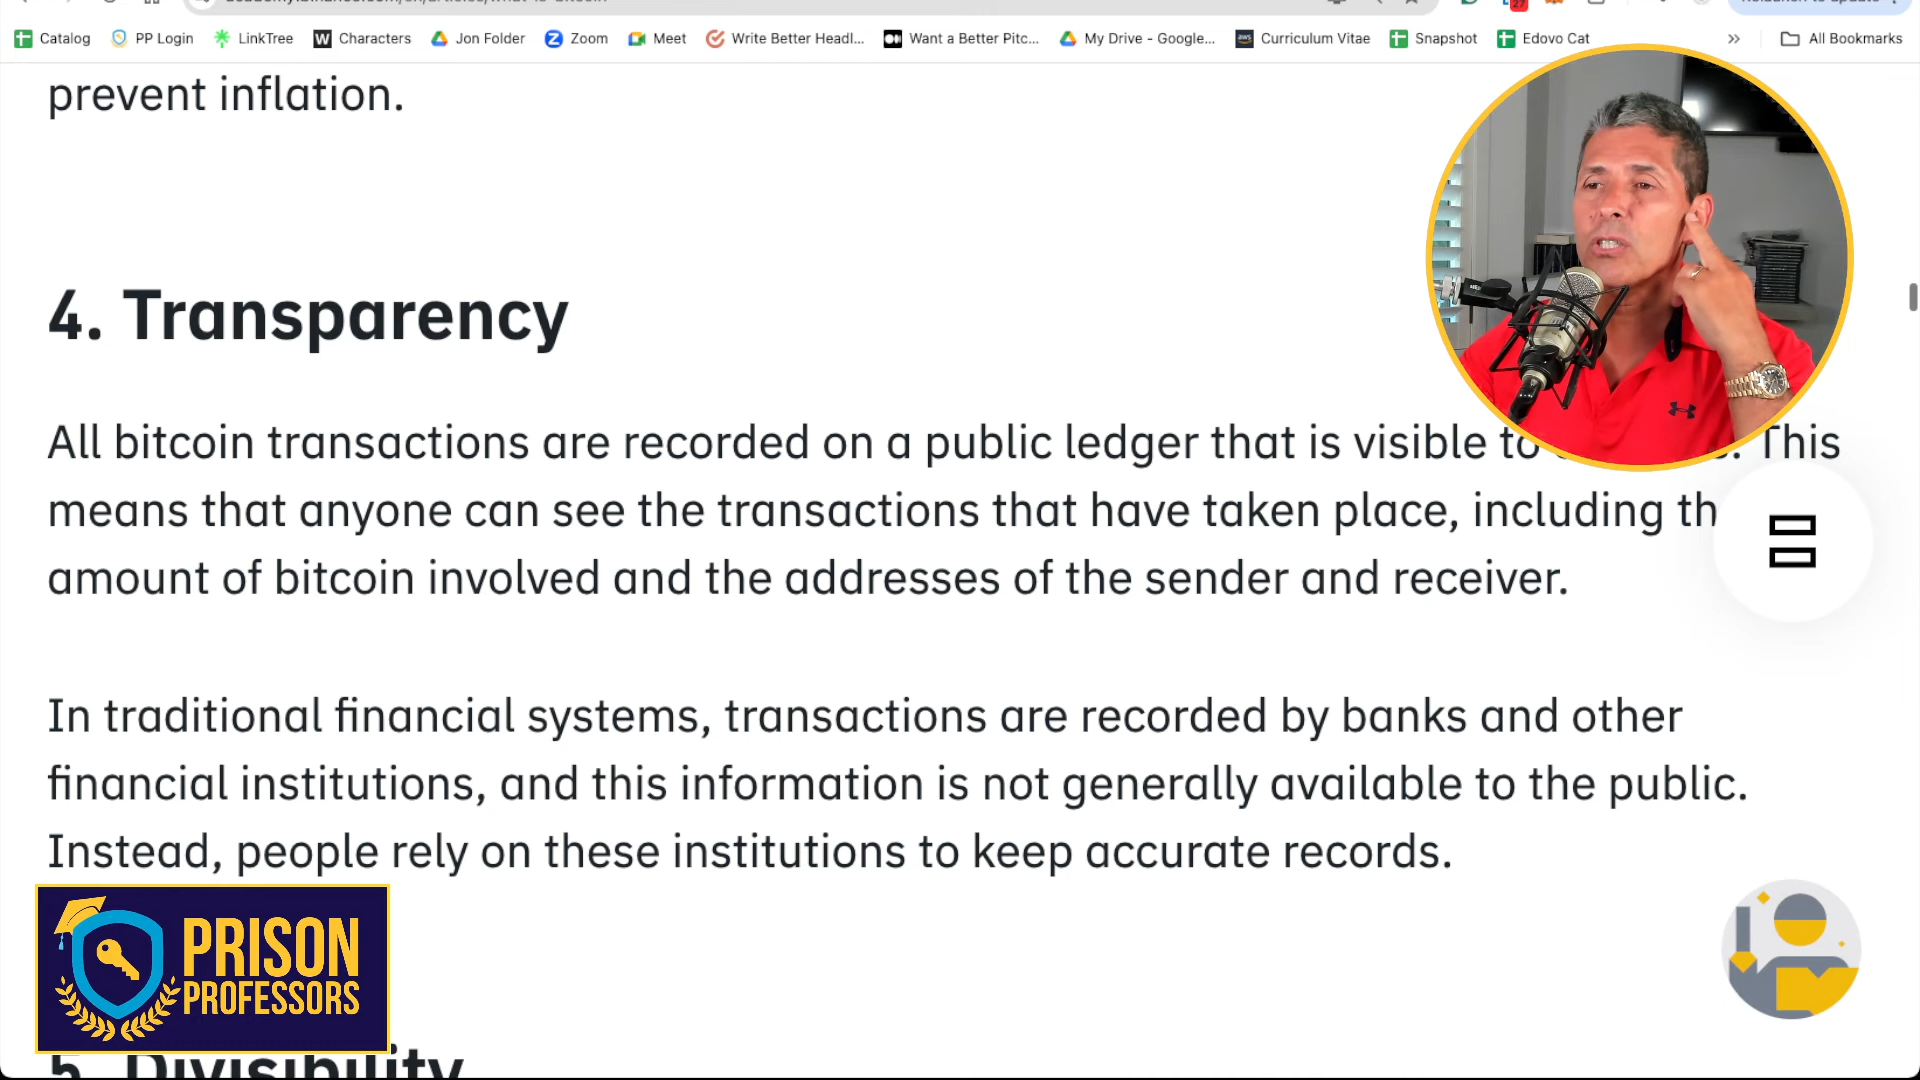 Catalog PP Login LinkTree Characters Jon Folder Zoom Meet Write Better Headl... Want a Better Pitc... My Drive - Google... Curriculum Vitae Snapshot Edovo Cat >> All Bookmarks
prevent inflation.
4. Transparency
All bitcoin transactions are recorded on a public ledger that is visible to This
means that anyone can see the transactions that have taken place, including th
amount of bitcoin involved and the addresses of the sender and receiver.
In traditional financial systems, transactions are recorded by banks and other
financial institutions, and this information is not generally available to the public.
Instead, people rely on these institutions to keep accurate records.
PRISON
PROFESSORS
5. Divisibility